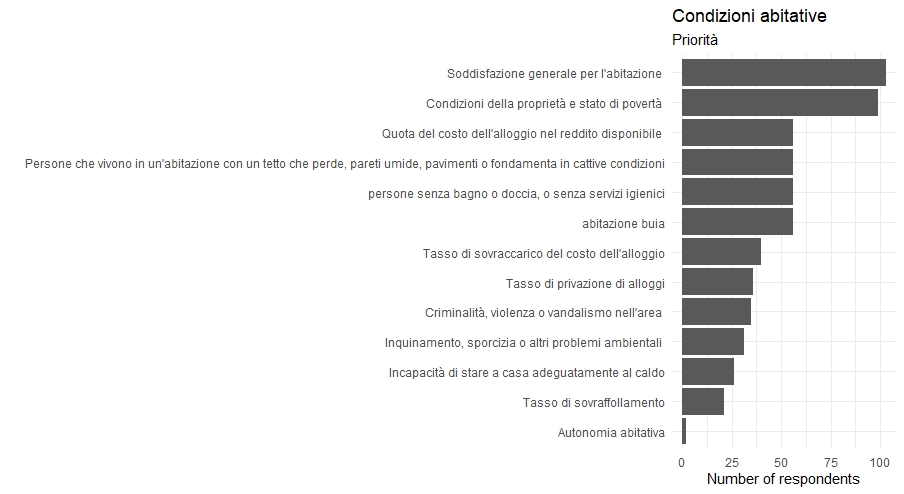 Condizioni abitative
Priorità
Soddisfazione generale per l'abitazione
Condizioni della proprietà e stato di povertà
Quota del costo dell'alloggio nel reddito disponibile
Persone che vivono in un'abitazione con un tetto che perde, pareti umide, pavimenti o fondamenta in cattive condizioni
persone senza bagno o doccia, o senza servizi igienici
abitazione buia
Tasso di sovraccarico del costo dell'alloggio
Tasso di privazione di alloggi
Criminalità, violenza o vandalismo nell'area
Inquinamento, sporcizia o altri problemi ambientali
Incapacità di stare a casa adeguatamente al caldo
Tasso di sovraffollamento
Autonomia abitativa
0 25 50 75 100
Number of respondents